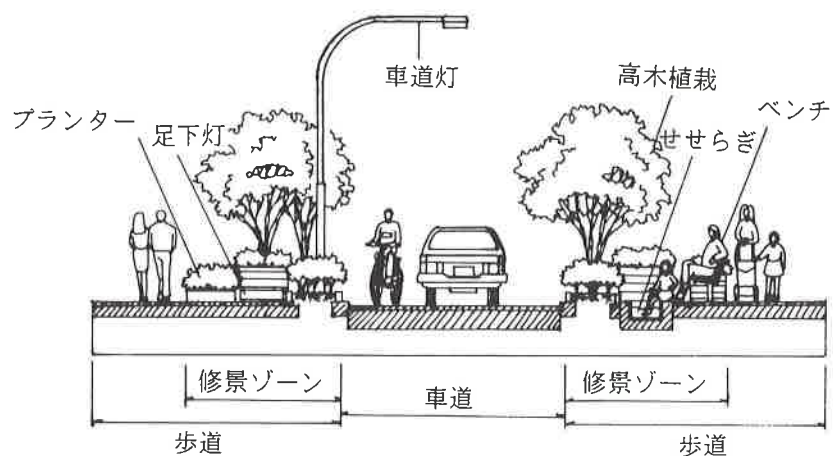 車道灯
高木植栽
プランター
足下灯
せせらぎ
ベンチ
修景ゾーン
車道
修景ゾーン
歩道
歩道